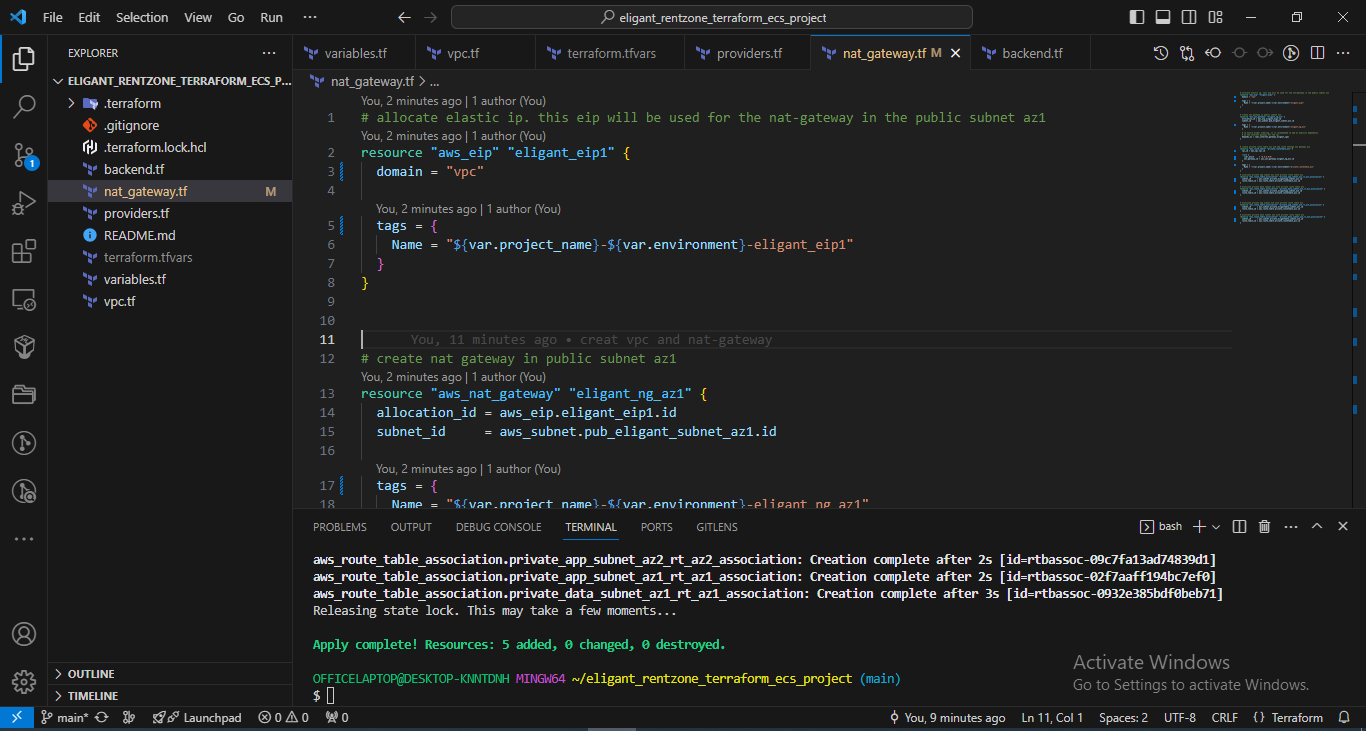 File Edit Selection View Go Run ··· eligant_rentzone_terraform_ecs_project
EXPLORER ···
ELIGANT_RENTZONE_TERRAFORM_ECS_P...
.terraform
.gitignore
.terraform.lock.hcl
backend.tf
nat_gateway.tf M
providers.tf
README.md
terraform.tfvars
variables.tf
vpc.tf
OUTLINE
TIMELINE
1
variables.tf vpc.tf terraform.tfvars providers.tf nat_gateway.tf M backend.tf
nat_gateway.tf > ...
You, 2 minutes ago | 1 author (You)
1 # allocate elastic ip. this eip will be used for the nat-gateway in the public subnet az1
You, 2 minutes ago | 1 author (You)
2 resource "aws_eip" "eligant_eip1" {
3 domain = "vpc"
4
You, 2 minutes ago | 1 author (You)
5 tags = {
6 Name = "${var.project_name}-${var.environment}-eligant_eip1"
7 }
8 }
9
10
11 You, 11 minutes ago • creat vpc and nat-gateway
12 # create nat gateway in public subnet az1
You, 2 minutes ago | 1 author (You)
13 resource "aws_nat_gateway" "eligant_ng_az1" {
14 allocation_id = aws_eip.eligant_eip1.id
15 subnet_id = aws_subnet.pub_eligant_subnet_az1.id
16
You, 2 minutes ago | 1 author (You)
17 tags = {
18 Name = "${var.project_name}-${var.environment}-eligant_ng_az1"
PROBLEMS OUTPUT DEBUG CONSOLE TERMINAL PORTS GITLENS bash
aws_route_table_association.private_app_subnet_az2_rt_az2_association: Creation complete after 2s [id=rtbassoc-09c7fa13ad74839d1]
aws_route_table_association.private_app_subnet_az1_rt_az1_association: Creation complete after 2s [id=rtbassoc-02f7aaff194bc7ef0]
aws_route_table_association.private_data_subnet_az1_rt_az1_association: Creation complete after 3s [id=rtbassoc-0932e385bdf0beb71]
Releasing state lock. This may take a few moments...
Apply complete! Resources: 5 added, 0 changed, 0 destroyed.
OFFICELAPTOP@DESKTOP-KNNTDNH MINGW64 ~/eligant_rentzone_terraform_ecs_project (main)
$
Activate Windows
Go to Settings to activate Windows.
main* Launchpad 0 0 0 You, 9 minutes ago Ln 11, Col 1 Spaces: 2 UTF-8 CRLF {} Terraform